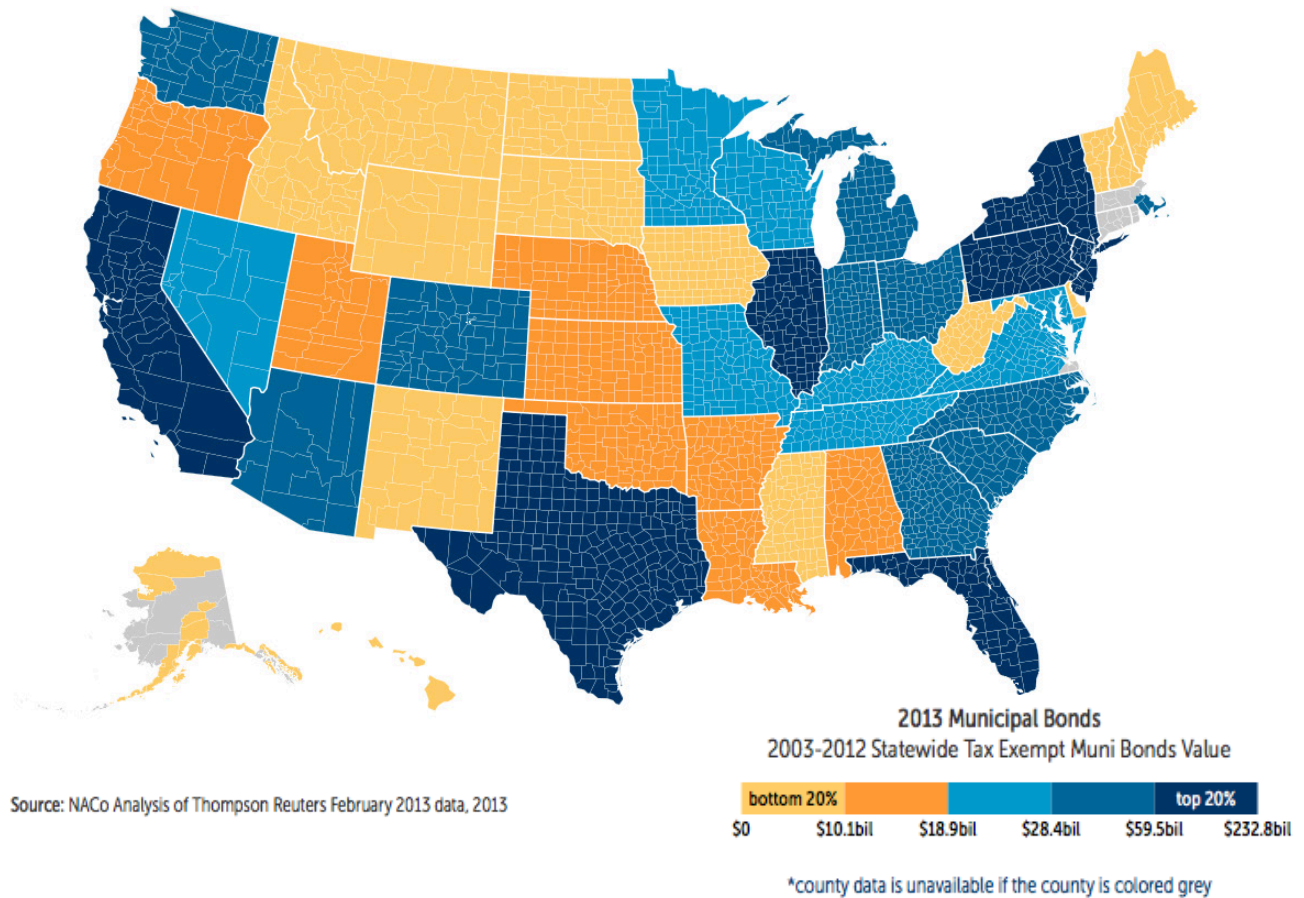 2013 Municipal Bonds
2003-2012 Statewide Tax Exempt Muni Bonds Value
Source: NACo Analysis of Thompson Reuters February 2013 data, 2013
bottom 20% top 20%
$0 $10.1bil $18.9bil $28.4bil $59.5bil $232.8bil
*county data is unavailable if the county is colored grey